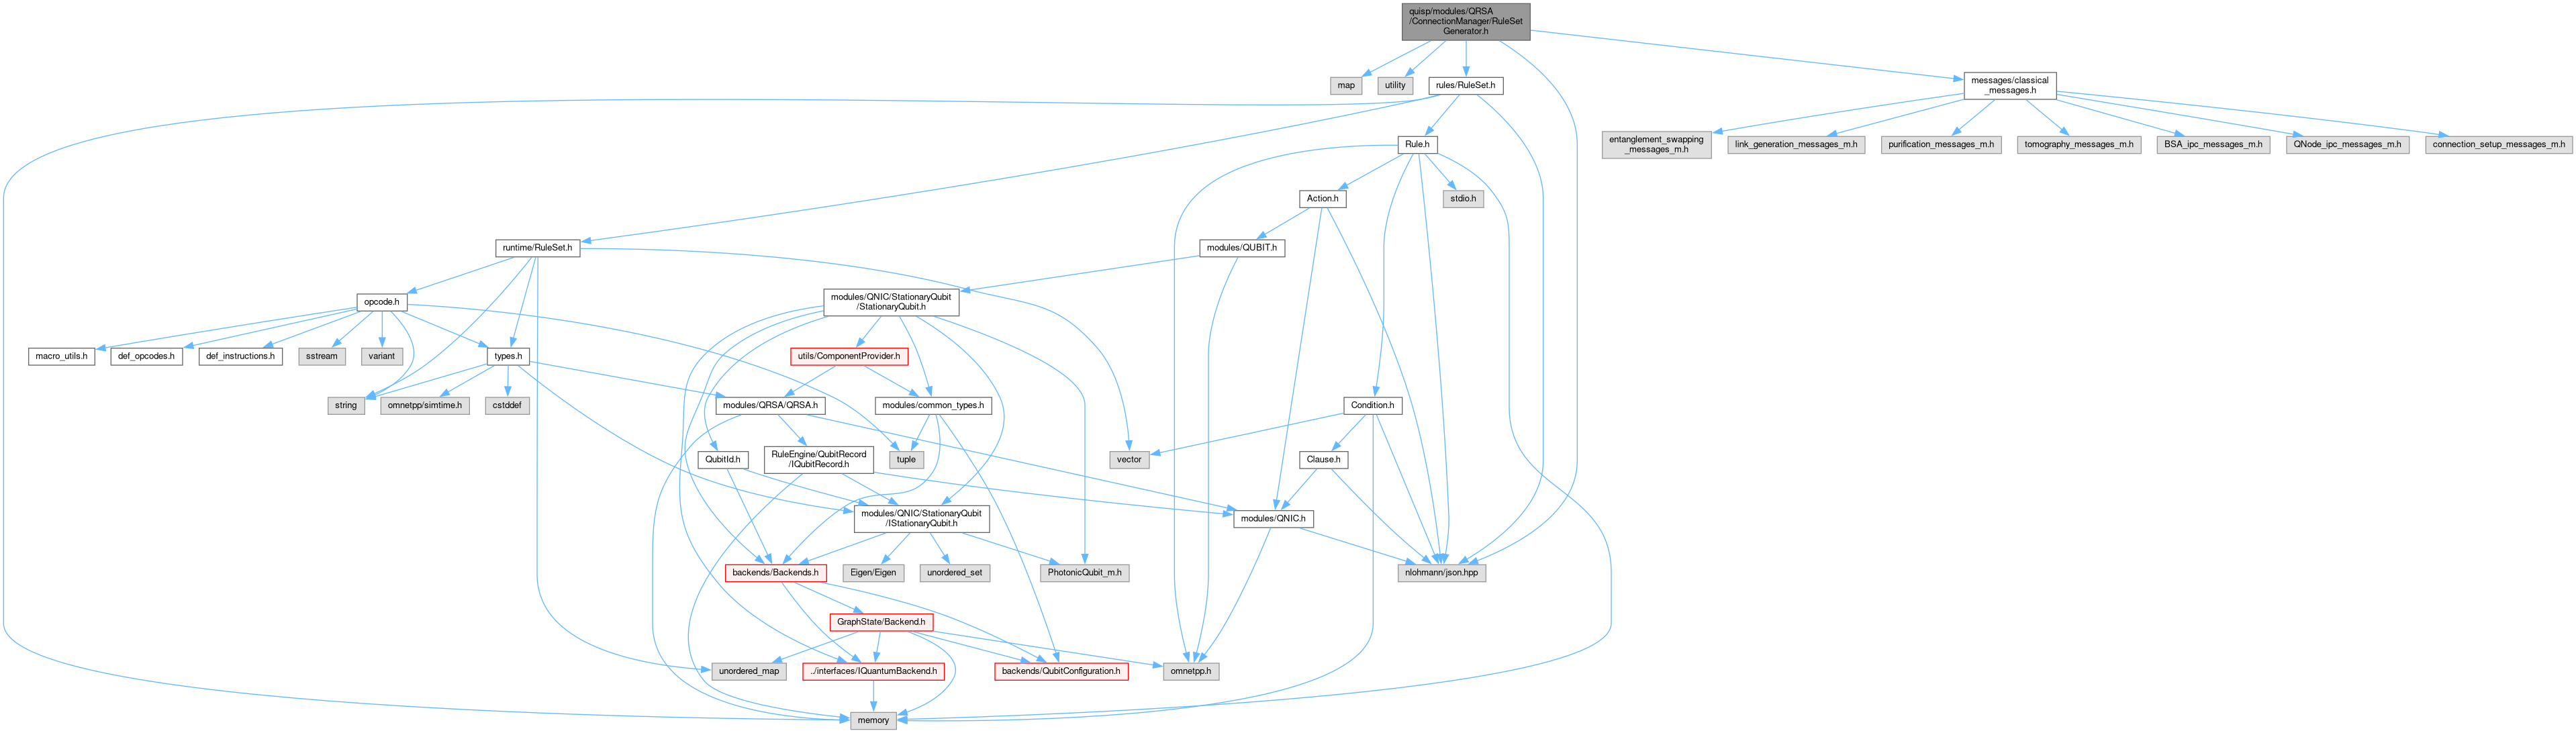 quisp/modules/QRSA
/ConnectionManager/RuleSet
Generator.h
map
utility
rules/RuleSet.h
messages/classical
_messages.h
entanglement_swapping
_messages_m.h
link_generation_messages_m.h
purification_messages_m.h
tomography_messages_m.h
BSA_ipc_messages_m.h
QNode_ipc_messages_m.h
connection_setup_messages_m.h
Rule.h
Action.h
stdio.h
runtime/RuleSet.h
modules/QUBIT.h
opcode.h
modules/QNIC/StationaryQubit
/StationaryQubit.h
macro_utils.h
def_opcodes.h
def_instructions.h
sstream
variant
types.h
utils/ComponentProvider.h
string
omnetpp/simtime.h
cstddef
modules/QRSA/QRSA.h
modules/common_types.h
Condition.h
QubitId.h
RuleEngine/QubitRecord
/IQubitRecord.h
tuple
vector
Clause.h
modules/QNIC/StationaryQubit
/IStationaryQubit.h
modules/QNIC.h
backends/Backends.h
Eigen/Eigen
unordered_set
PhotonicQubit_m.h
nlohmann/json.hpp
GraphState/Backend.h
unordered_map
../interfaces/IQuantumBackend.h
backends/QubitConfiguration.h
omnetpp.h
memory